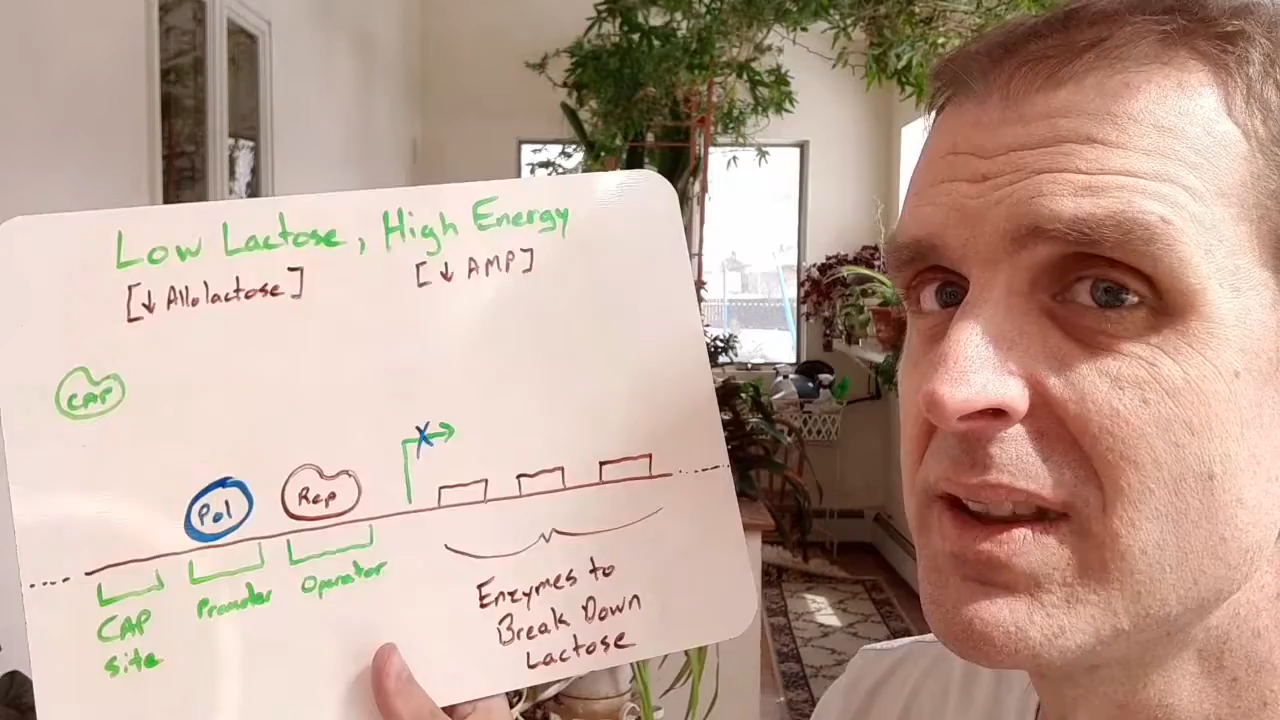 Low Lactose, High Energy
[↓ Allolactose] [↓ AMP]
CAP
Pol
Rep
X
CAP site
Promoter
Operator
Enzymes to
Break Down
Lactose